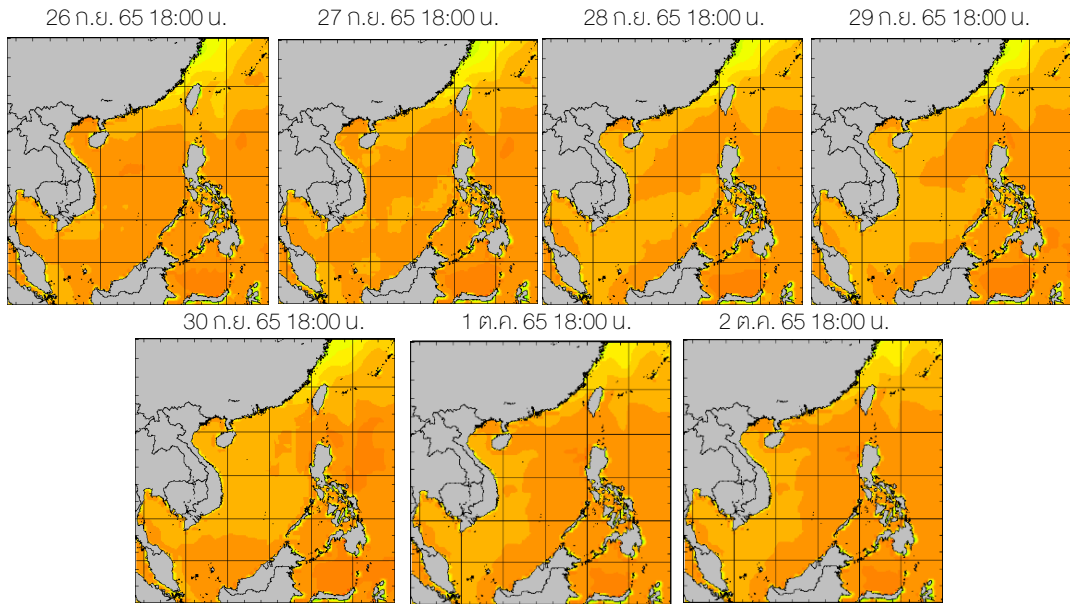 26 ก.ย. 65 18:00 น.
27 ก.ย. 65 18:00 น.
28 ก.ย. 65 18:00 น.
29 ก.ย. 65 18:00 น.
30 ก.ย. 65 18:00 น.
1 ต.ค. 65 18:00 น.
2 ต.ค. 65 18:00 น.